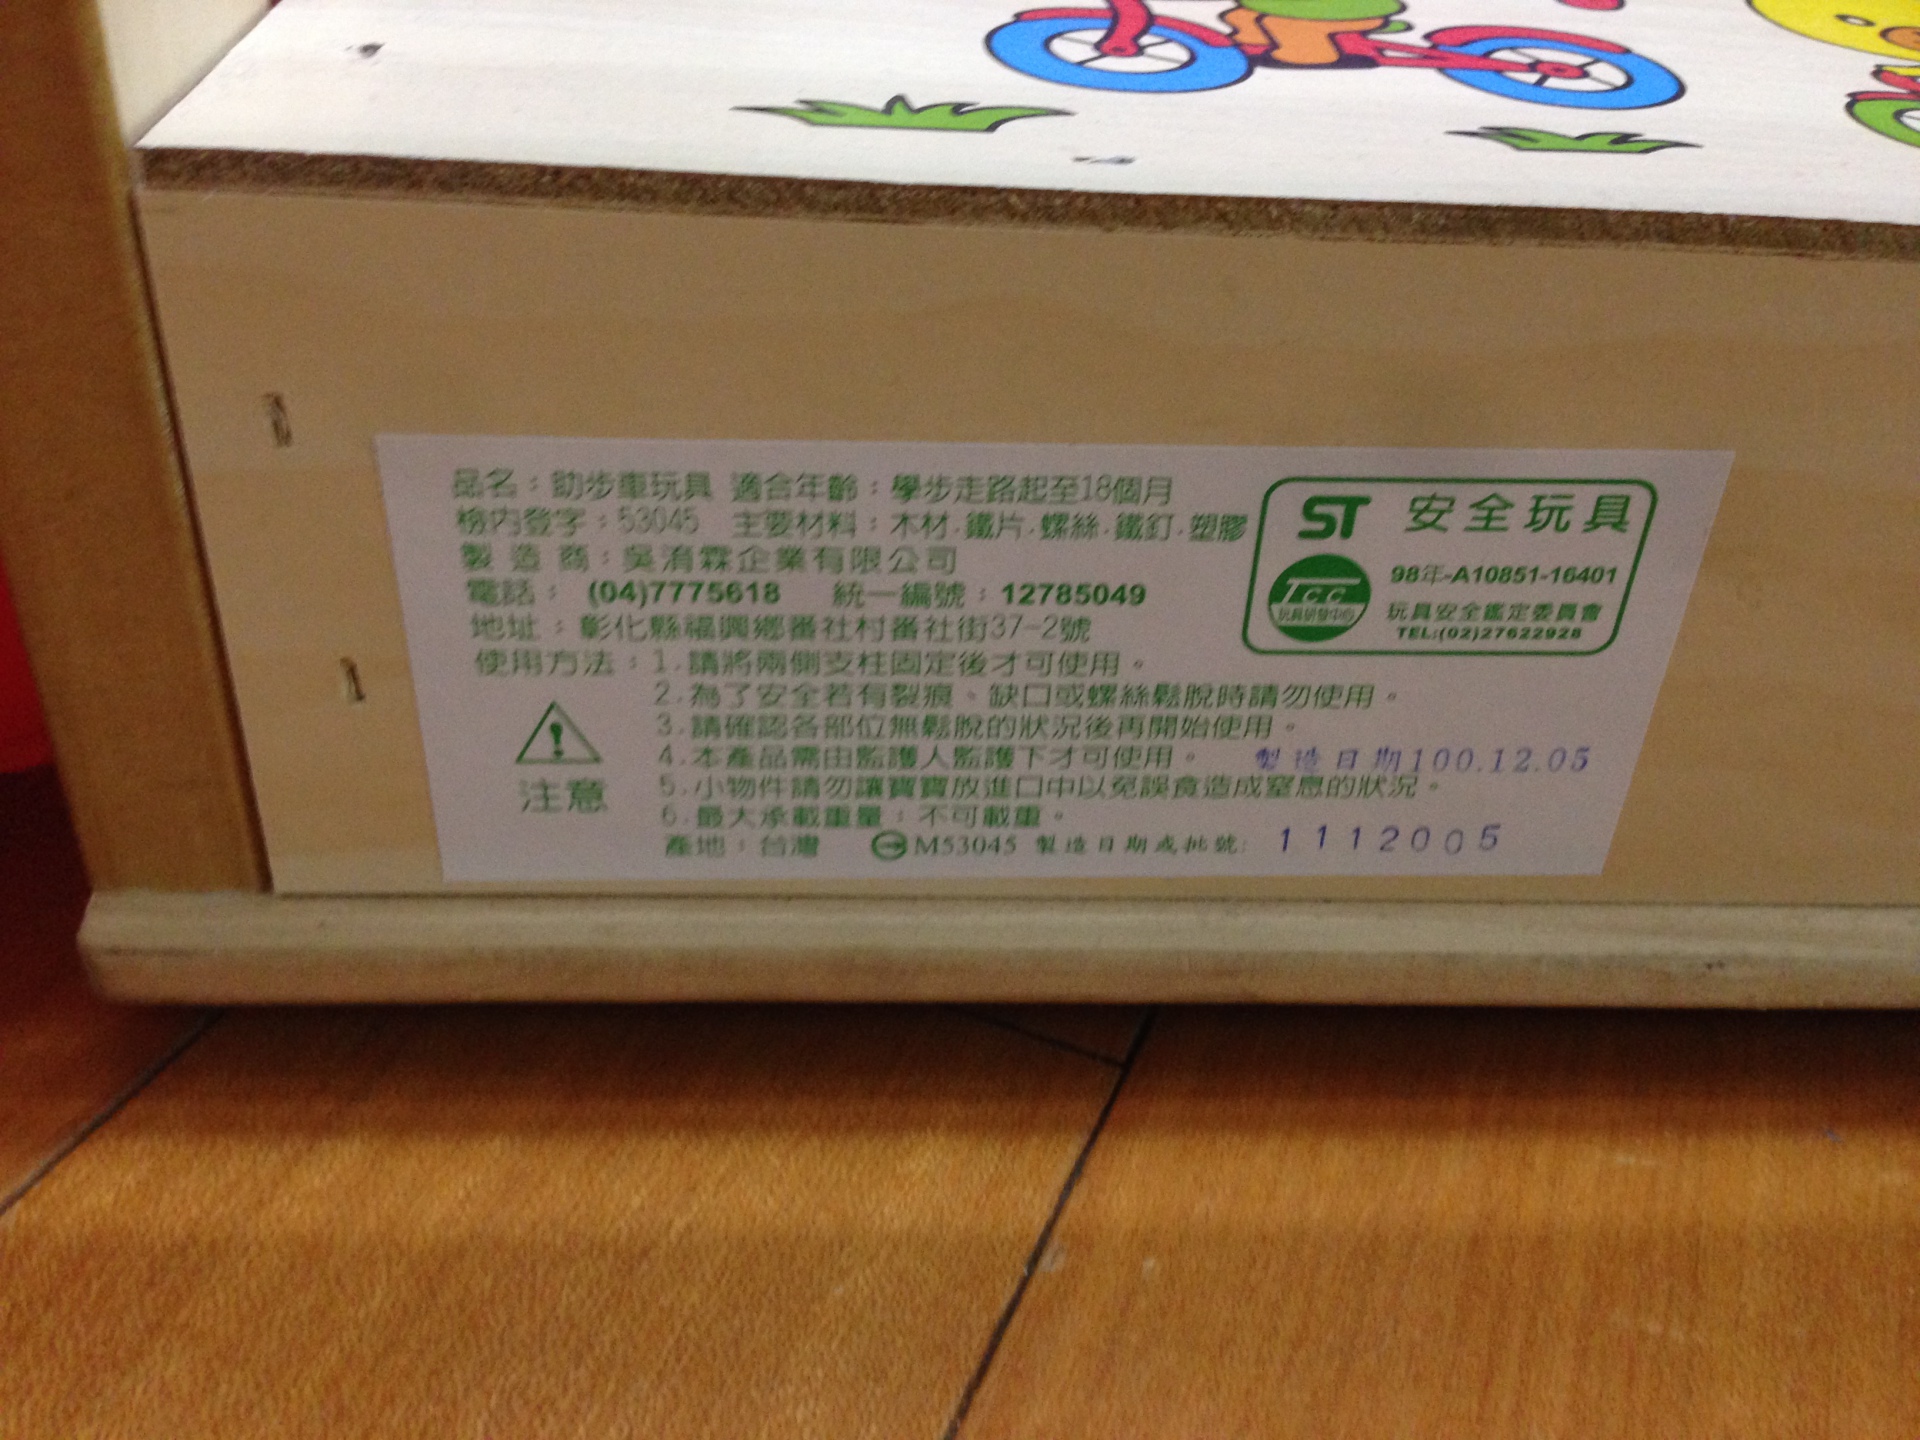 品名：助步車玩具 適合年齡：學步走路起至18個月
檢內登字：53045 主要材料：木材.鐵片.螺絲.鐵釘.塑膠
製造商：吳淯霖企業有限公司
電話：(04)7775618 統一編號：12785049
地址：彰化縣福興鄉番社村番社街37-2號
使用方法：1.請將兩側支柱固定後才可使用。
2.為了安全若有裂痕、缺口或螺絲鬆脫時請勿使用。
3.請確認各部位無鬆脫的狀況後再開始使用。
4.本產品需由監護人監護下才可使用。
5.小物件請勿讓寶寶放進口中以免誤食造成窒息的狀況。
6.最大承載重量：不可載重。
產地：台灣 M53045 製造日期或批號: 1112005
製造日期100.12.05
注意
ST 安全玩具
98年-A10851-16401
玩具安全鑑定委員會
TEL:(02)27622928
TCC
玩具研發中心